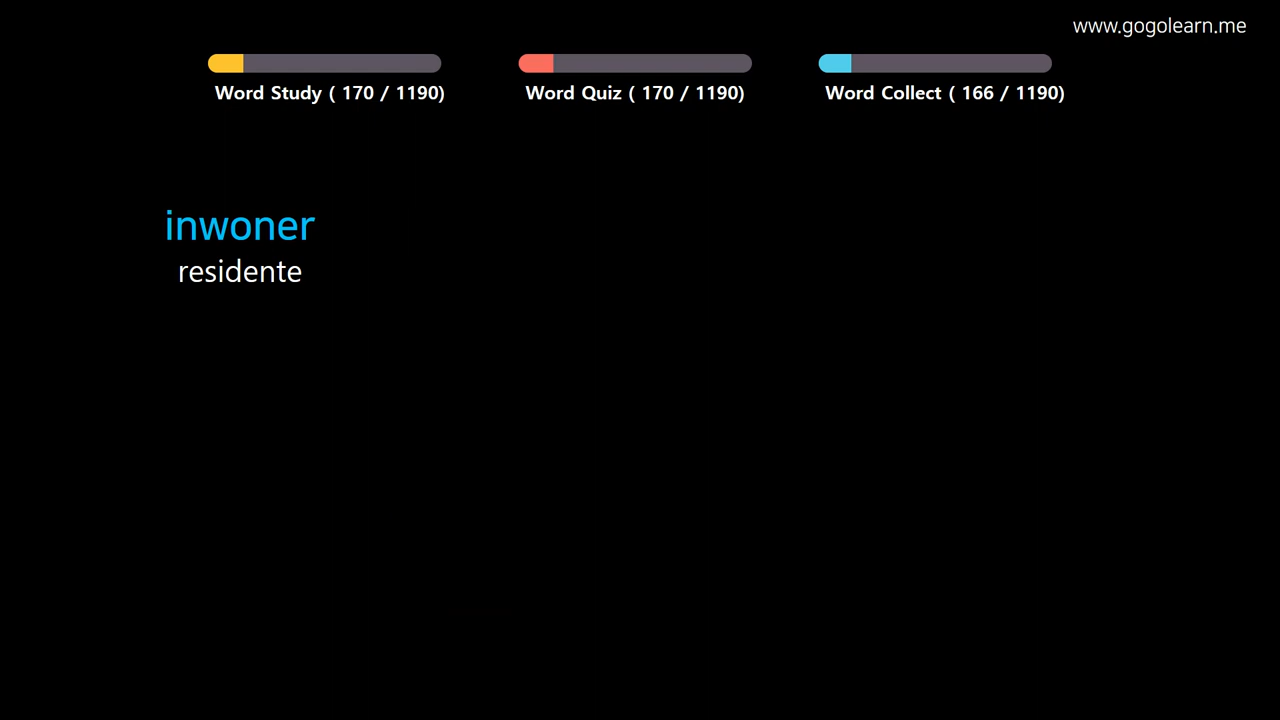 www.gogolearn.me
Word Study ( 170 / 1190)
Word Quiz ( 170 / 1190)
Word Collect ( 166 / 1190)
inwoner
residente